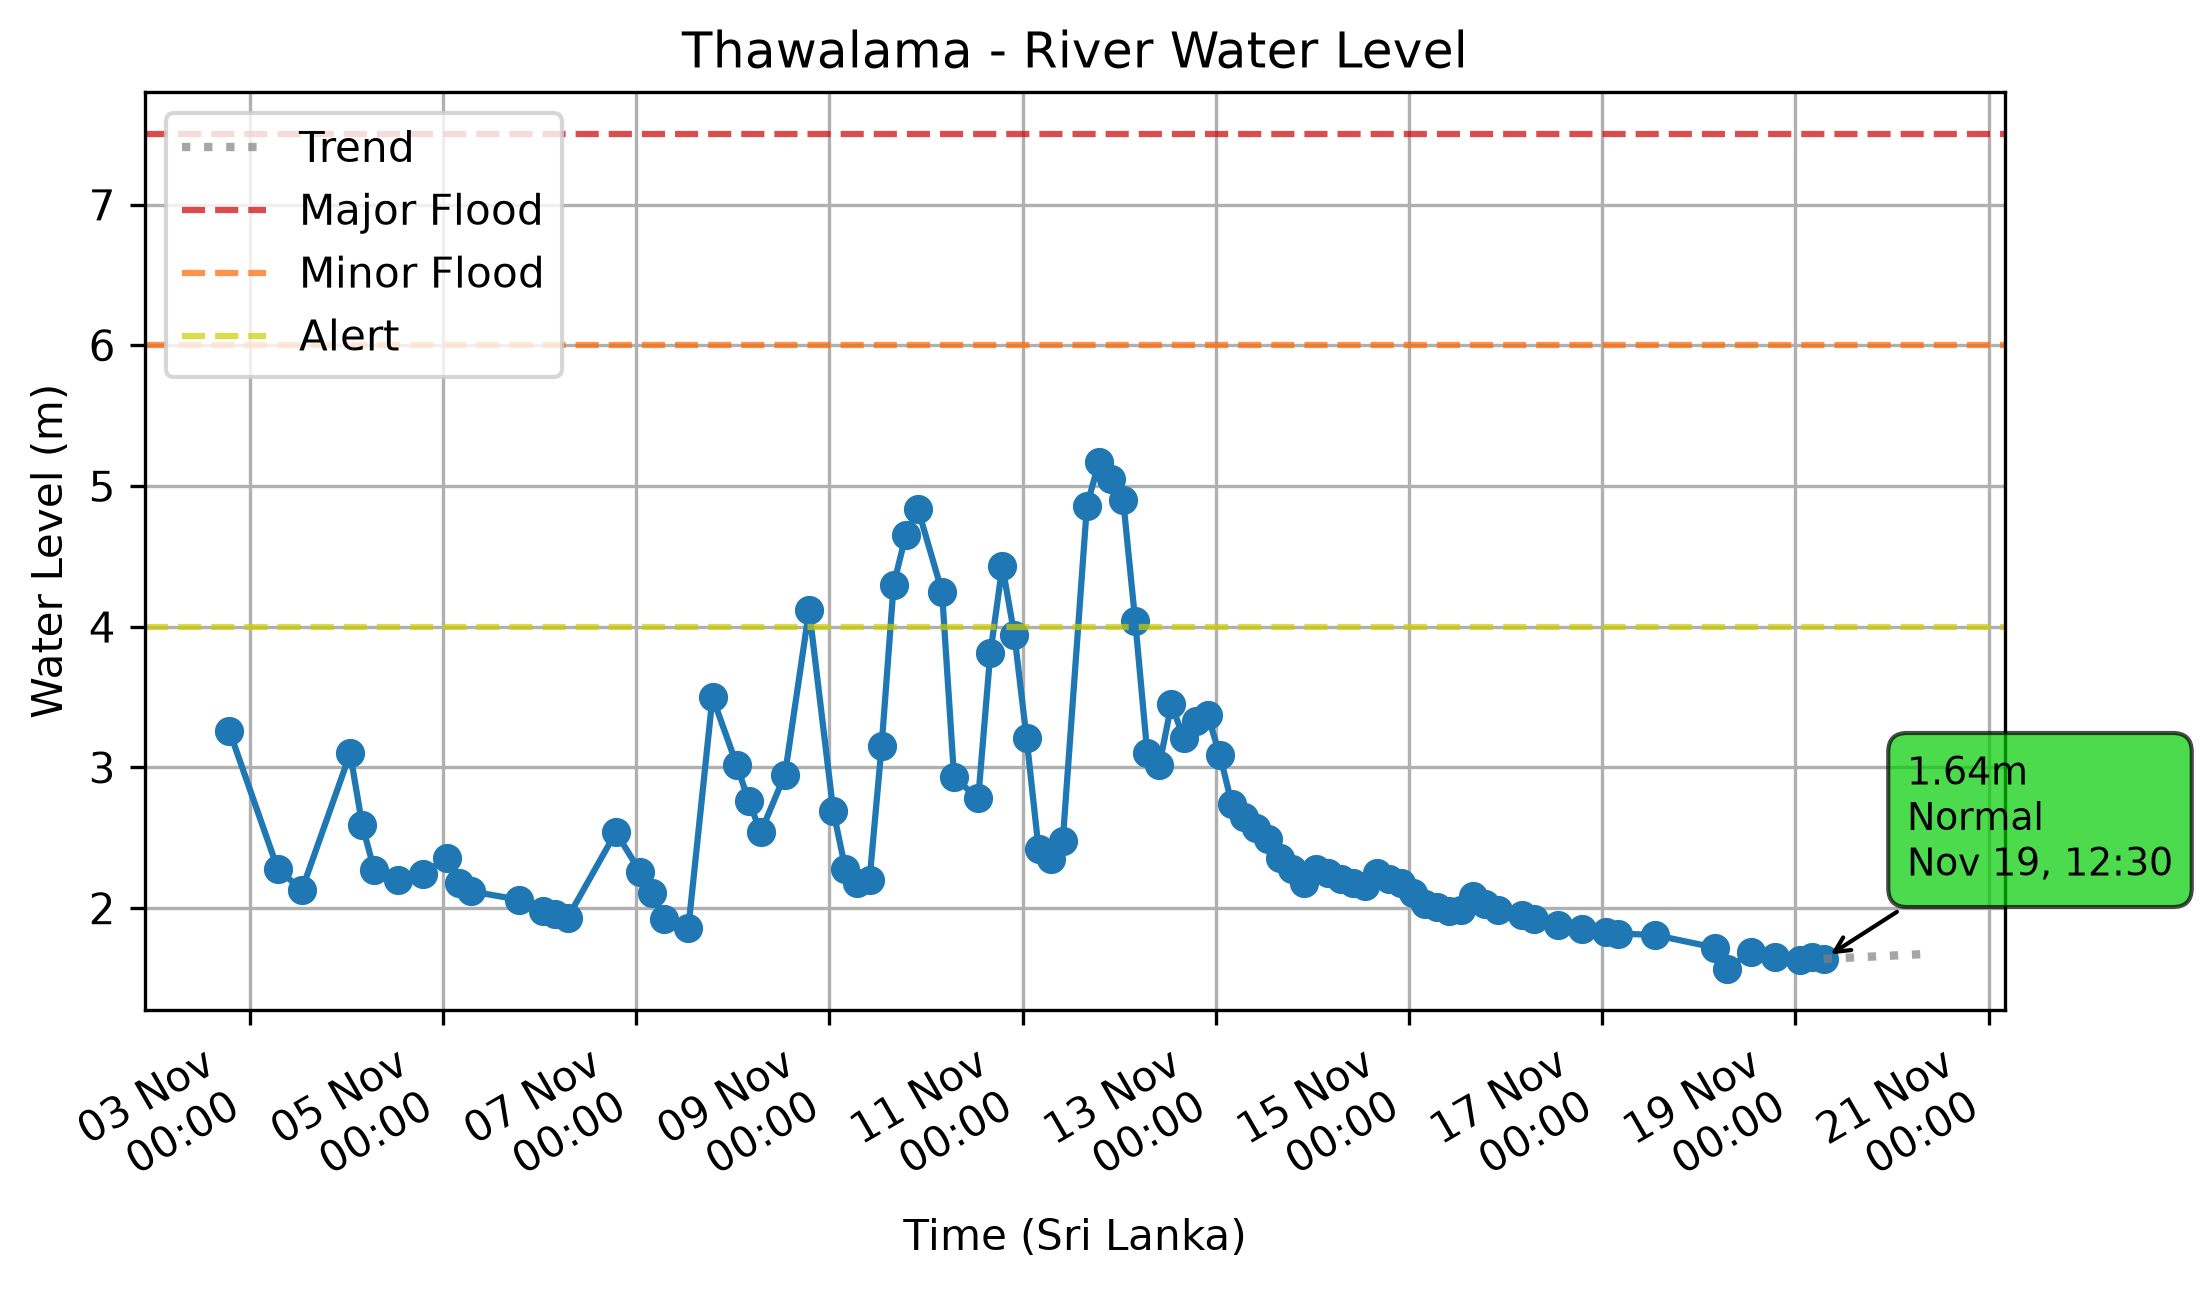 Thawalama - River Water Level
Trend
Major Flood
Minor Flood
Alert
Water Level (m)
7
6
5
4
3
2
1.64m
Normal
Nov 19, 12:30
03 Nov
00:00
05 Nov
00:00
07 Nov
00:00
09 Nov
00:00
11 Nov
00:00
13 Nov
00:00
15 Nov
00:00
17 Nov
00:00
19 Nov
00:00
21 Nov
00:00
Time (Sri Lanka)